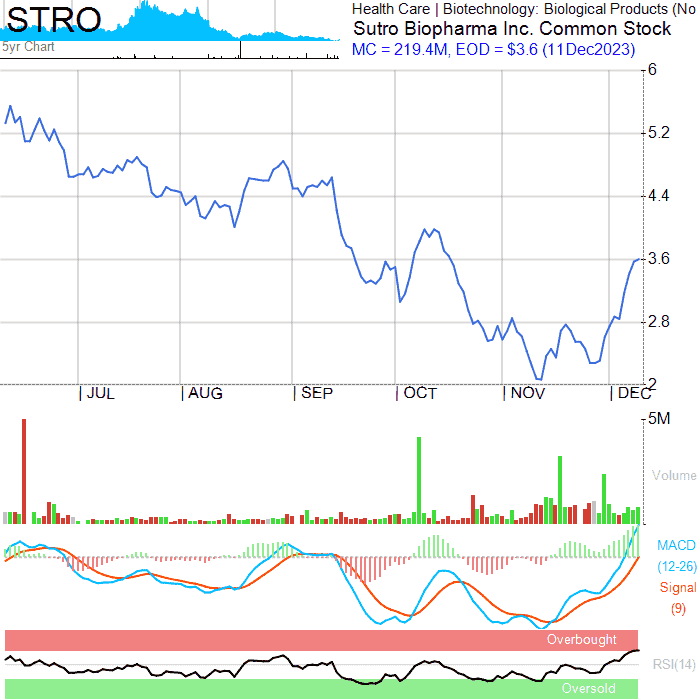 STRO
5yr Chart
Health Care | Biotechnology: Biological Products (No
Sutro Biopharma Inc. Common Stock
MC = 219.4M, EOD = $3.6 (11Dec2023)
6
5.2
4.4
3.6
2.8
2
JUL AUG SEP OCT NOV DEC
5M
Volume
MACD
(12-26)
Signal
(9)
Overbought
RSI(14)
Oversold